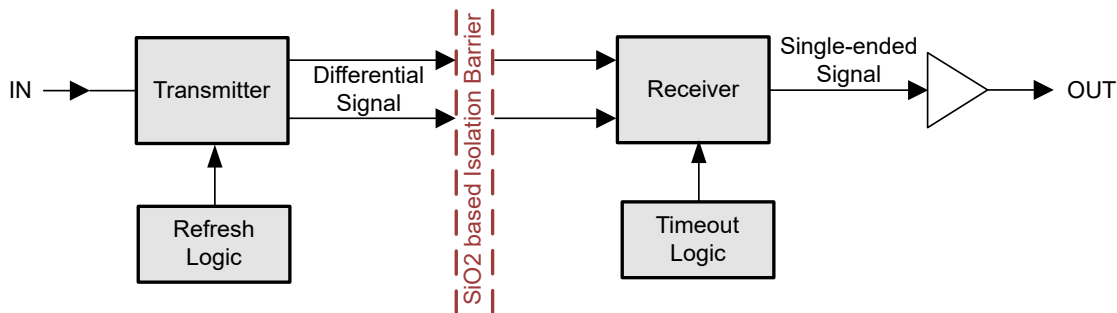 IN
Transmitter
Differential
Signal
SiO2 based Isolation Barrier
Receiver
Single-ended
Signal
OUT
Refresh
Logic
Timeout
Logic